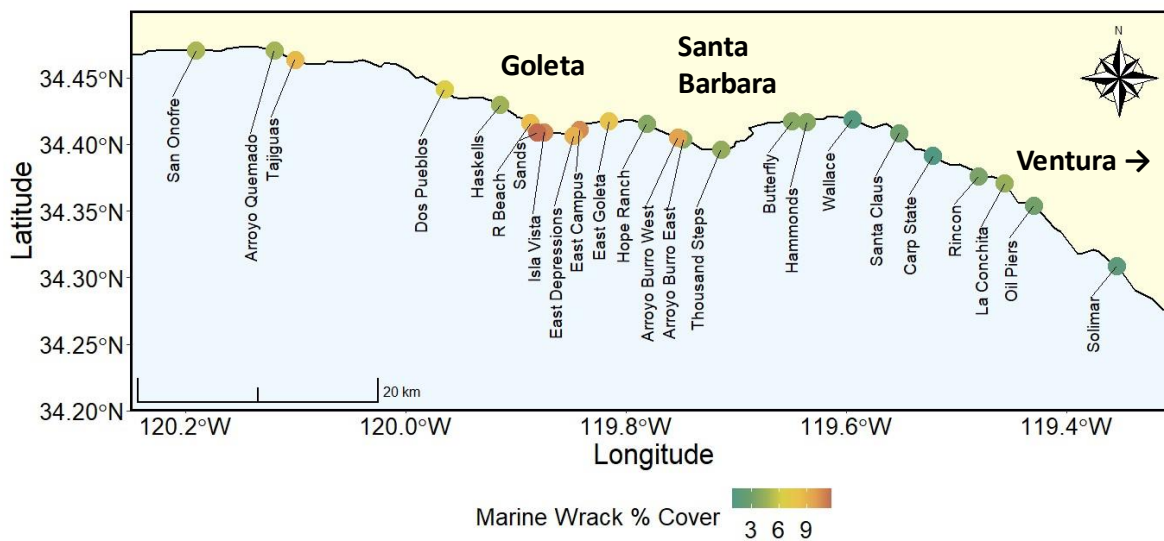 Goleta
Santa
Barbara
N
Ventura →
34.45°N
34.40°N
34.35°N
34.30°N
34.25°N
34.20°N
Latitude
San Onofre
Arroyo Quemado
Tajiguas
Dos Pueblos
Haskells
R Beach
Sands
Isla Vista
East Depressions
East Campus
East Goleta
Hope Ranch
Arroyo Burro West
Arroyo Burro East
Thousand Steps
Butterfly
Hammonds
Wallace
Santa Claus
Carp State
Rincon
La Conchita
Oil Piers
Solimar
20 km
120.2°W 120.0°W 119.8°W 119.6°W 119.4°W
Longitude
Marine Wrack % Cover
3 6 9